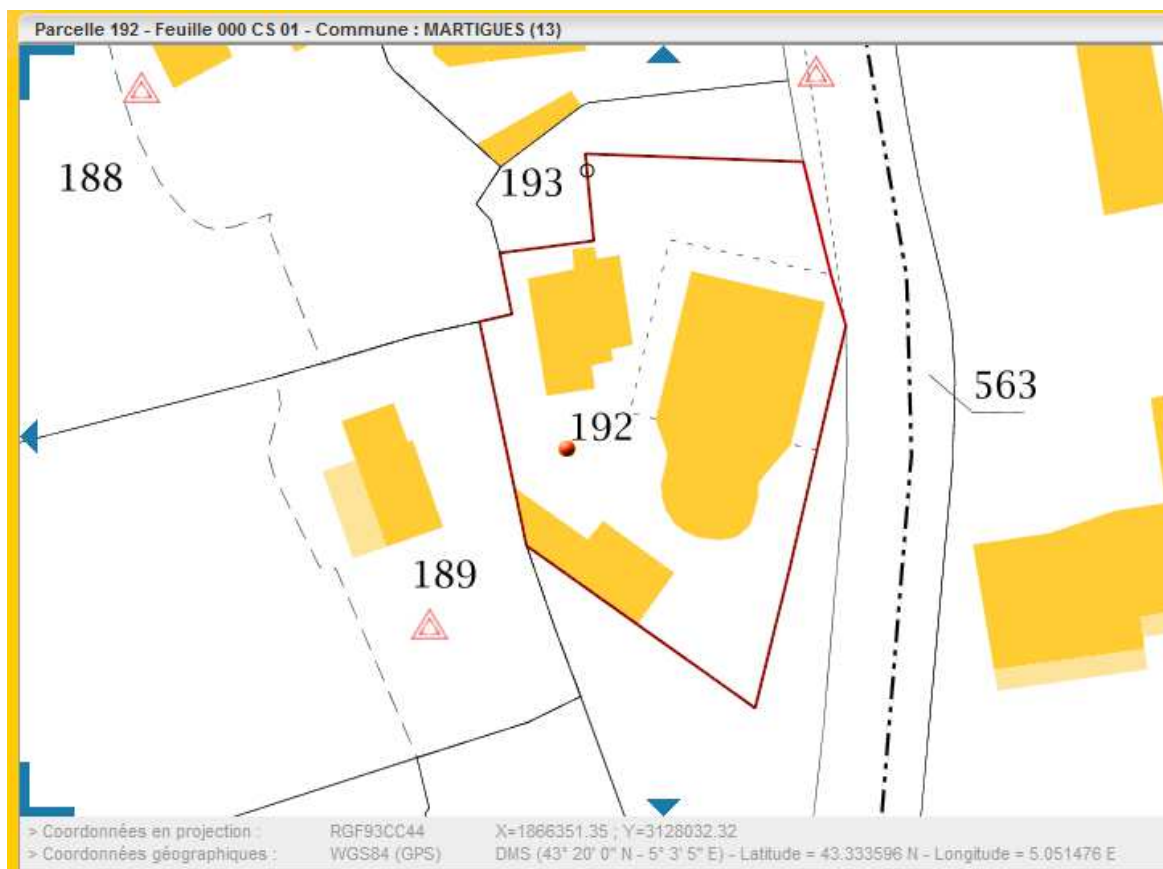 Parcelle 192 - Feuille 000 CS 01 - Commune : MARTIGUES (13)
188
193
563
192
189
> Coordonnées en projection : RGF93CC44 X=1866351.35 ; Y=3128032.32
> Coordonnées géographiques : WGS84 (GPS) DMS (43° 20' 0" N - 5° 3' 5" E) - Latitude = 43.333596 N - Longitude = 5.051476 E